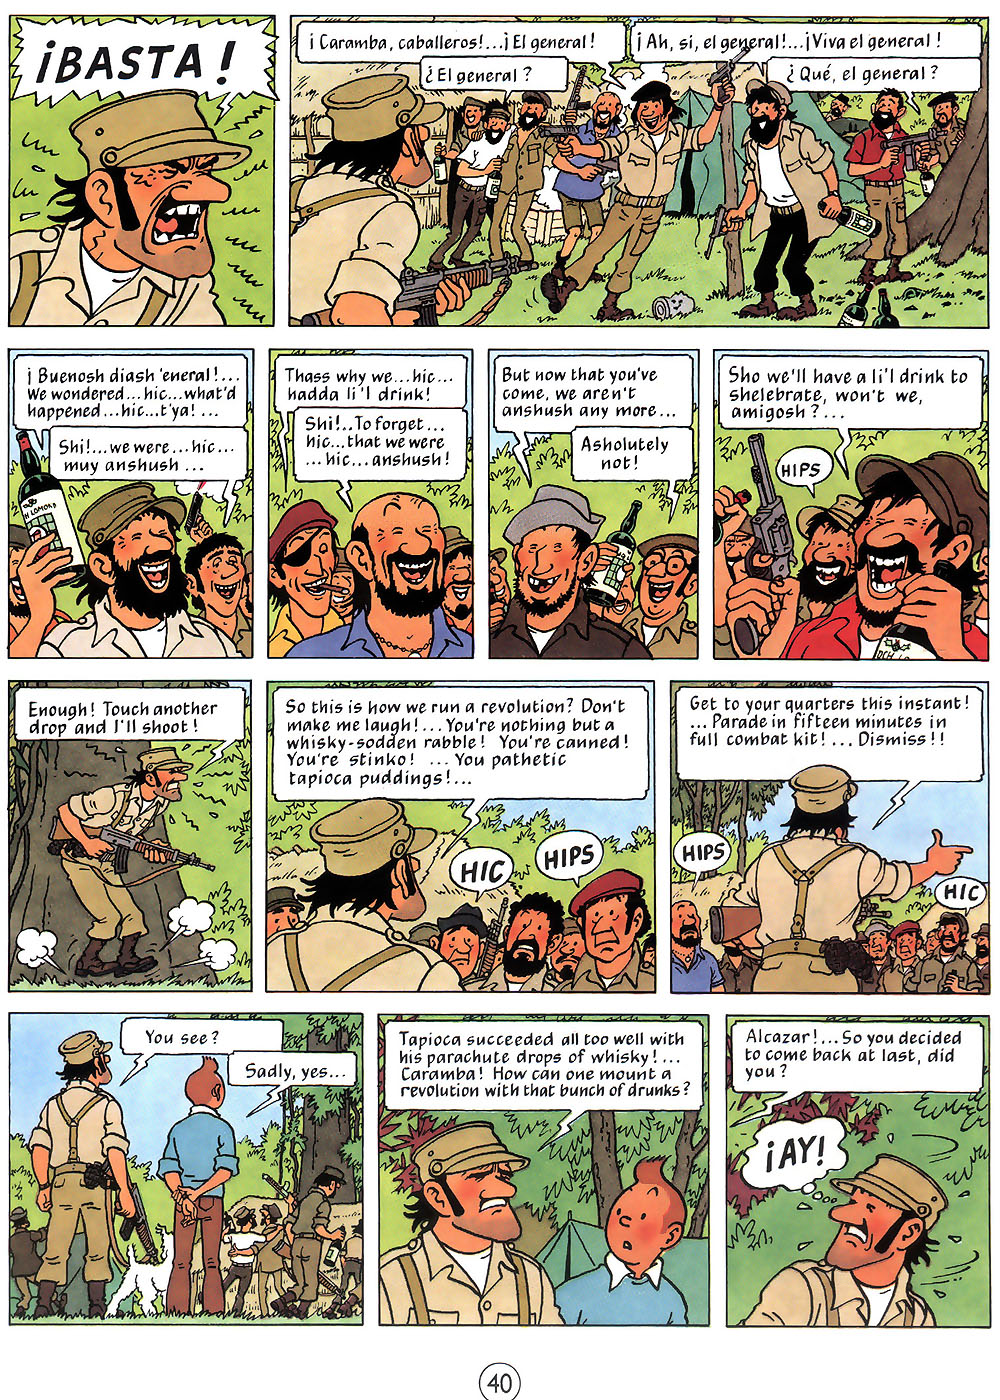 ¡BASTA!
¡Caramba, caballeros!...¡El general!
¿El general?
¡Ah, si, el general!...¡Viva el general!
¿Qué, el general?
¡Buenosh diash 'eneral!...
We wondered...hic...what'd
happened...hic...t'ya!...
Shi!...we were...hic...
muy anshush...
LOMOND
Thass why we...hic...
hadda li'l drink!
Shi!..To forget...
hic...that we were
...hic...anshush!
But now that you've
come, we aren't
anshush any more...
Asholutely
not!
Sho we'll have a li'l drink to
shelebrate, won't we,
amigosh?...
HIPS
OCH LO
Enough! Touch another
drop and I'll shoot!
So this is how we run a revolution? Don't
make me laugh!...You're nothing but a
whisky-sodden rabble! You're canned!
You're stinko! ...You pathetic
tapioca puddings!...
HIC
HIPS
Get to your quarters this instant!
...Parade in fifteen minutes in
full combat kit!...Dismiss!!
HIPS
HIC
You see?
Sadly, yes...
Tapioca succeeded all too well with
his parachute drops of whisky!...
Caramba! How can one mount a
revolution with that bunch of drunks?
Alcazar!...So you decided
to come back at last, did
you?
¡AY!
40